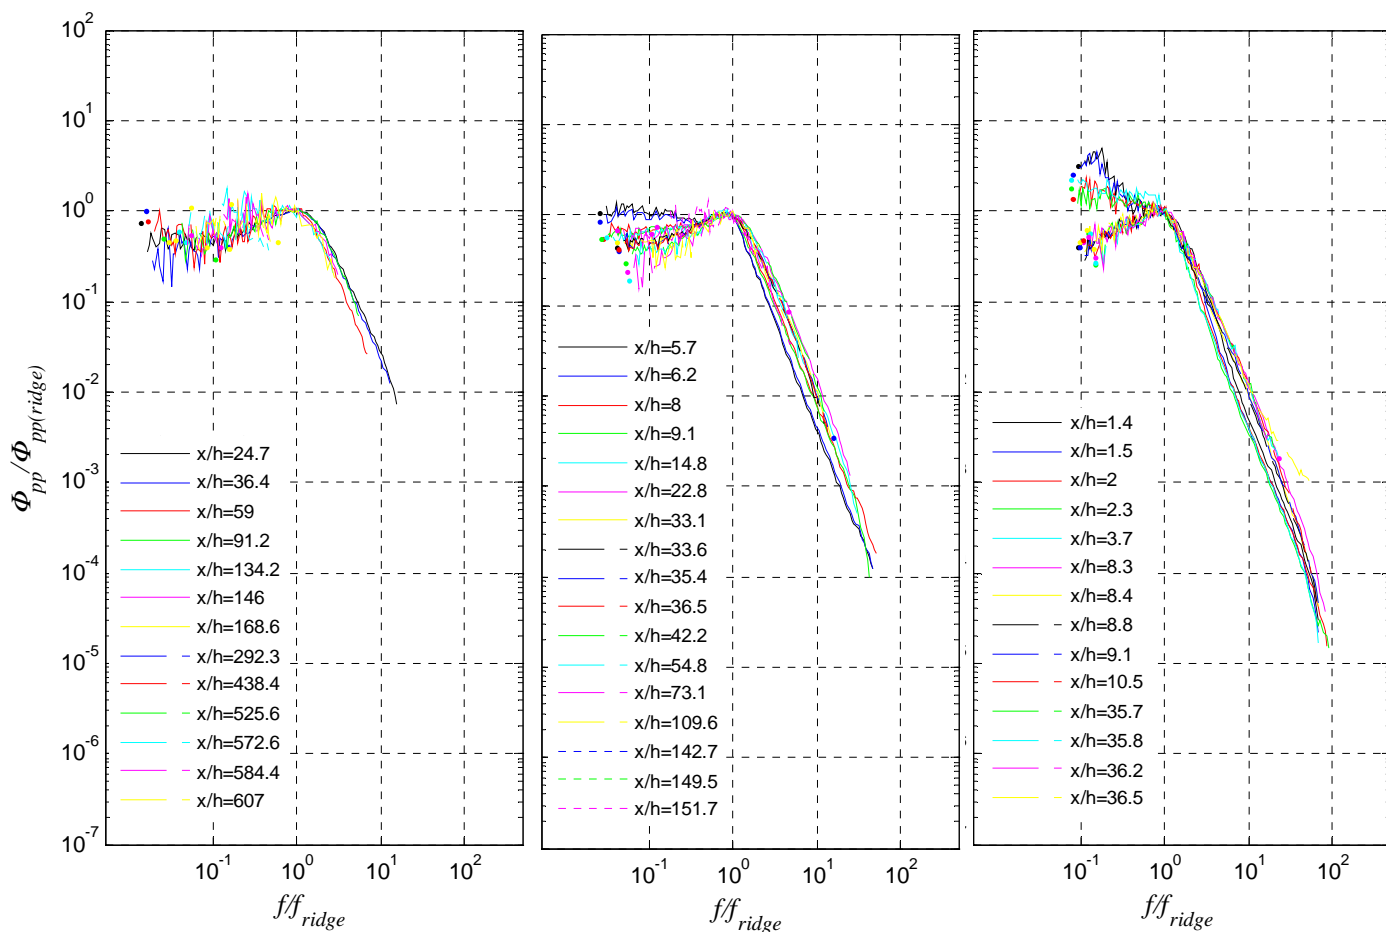 10^2
10^1
10^0
10^-1
10^-2
10^-3
10^-4
10^-5
10^-6
10^-7
Φpp/Φpp(ridge)
x/h=24.7
x/h=36.4
x/h=59
x/h=91.2
x/h=134.2
x/h=146
x/h=168.6
x/h=292.3
x/h=438.4
x/h=525.6
x/h=572.6
x/h=584.4
x/h=607
10^-1 10^0 10^1 10^2
f/f_ridge
x/h=5.7
x/h=6.2
x/h=8
x/h=9.1
x/h=14.8
x/h=22.8
x/h=33.1
x/h=33.6
x/h=35.4
x/h=36.5
x/h=42.2
x/h=54.8
x/h=73.1
x/h=109.6
x/h=142.7
x/h=149.5
x/h=151.7
10^-1 10^0 10^1 10^2
f/f_ridge
x/h=1.4
x/h=1.5
x/h=2
x/h=2.3
x/h=3.7
x/h=8.3
x/h=8.4
x/h=8.8
x/h=9.1
x/h=10.5
x/h=35.7
x/h=35.8
x/h=36.2
x/h=36.5
10^-1 10^0 10^1 10^2
f/f_ridge